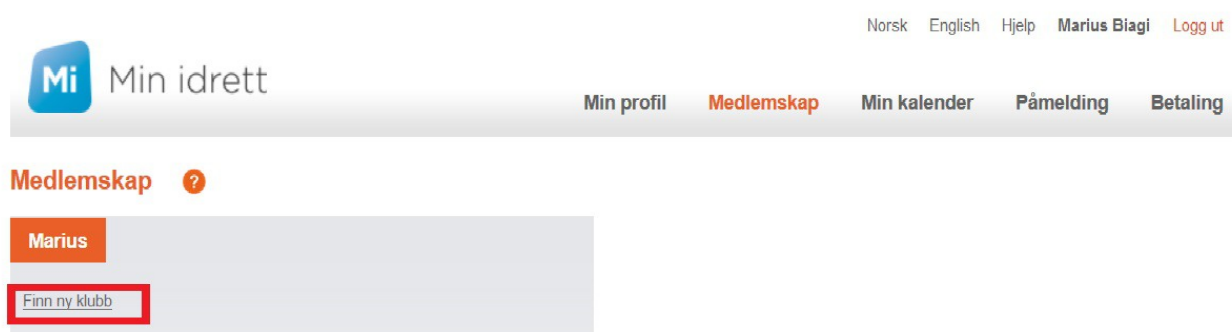 Norsk English Hjelp Marius Biagi Logg ut
Mi Min idrett
Min profil Medlemskap Min kalender Påmelding Betaling
Medlemskap ?
Marius
Finn ny klubb